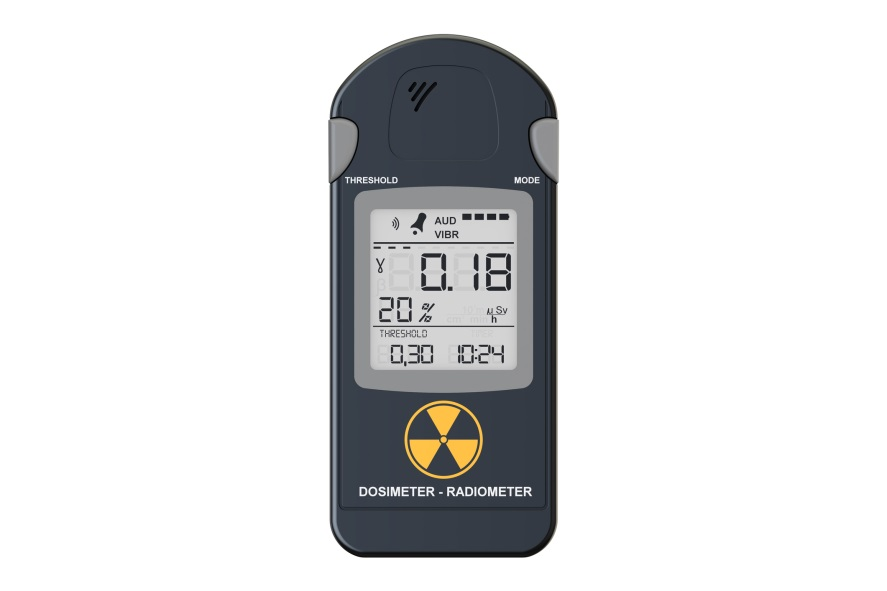 THRESHOLD MODE
AUD
VIBR
γ 0.18
20 % µSv
h
THRESHOLD
0,30 10:24
DOSIMETER - RADIOMETER